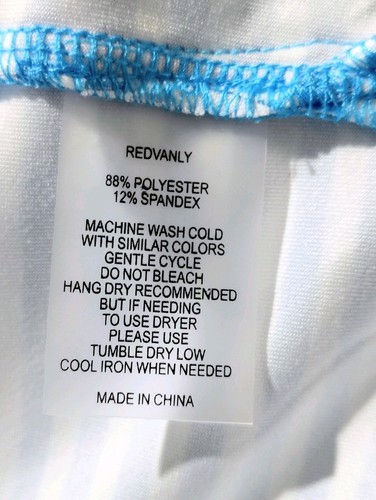 REDVANLY
88% POLYESTER
12% SPANDEX
MACHINE WASH COLD
WITH SIMILAR COLORS
GENTLE CYCLE
DO NOT BLEACH
HANG DRY RECOMMENDED
BUT IF NEEDING
TO USE DRYER
PLEASE USE
TUMBLE DRY LOW
COOL IRON WHEN NEEDED
MADE IN CHINA